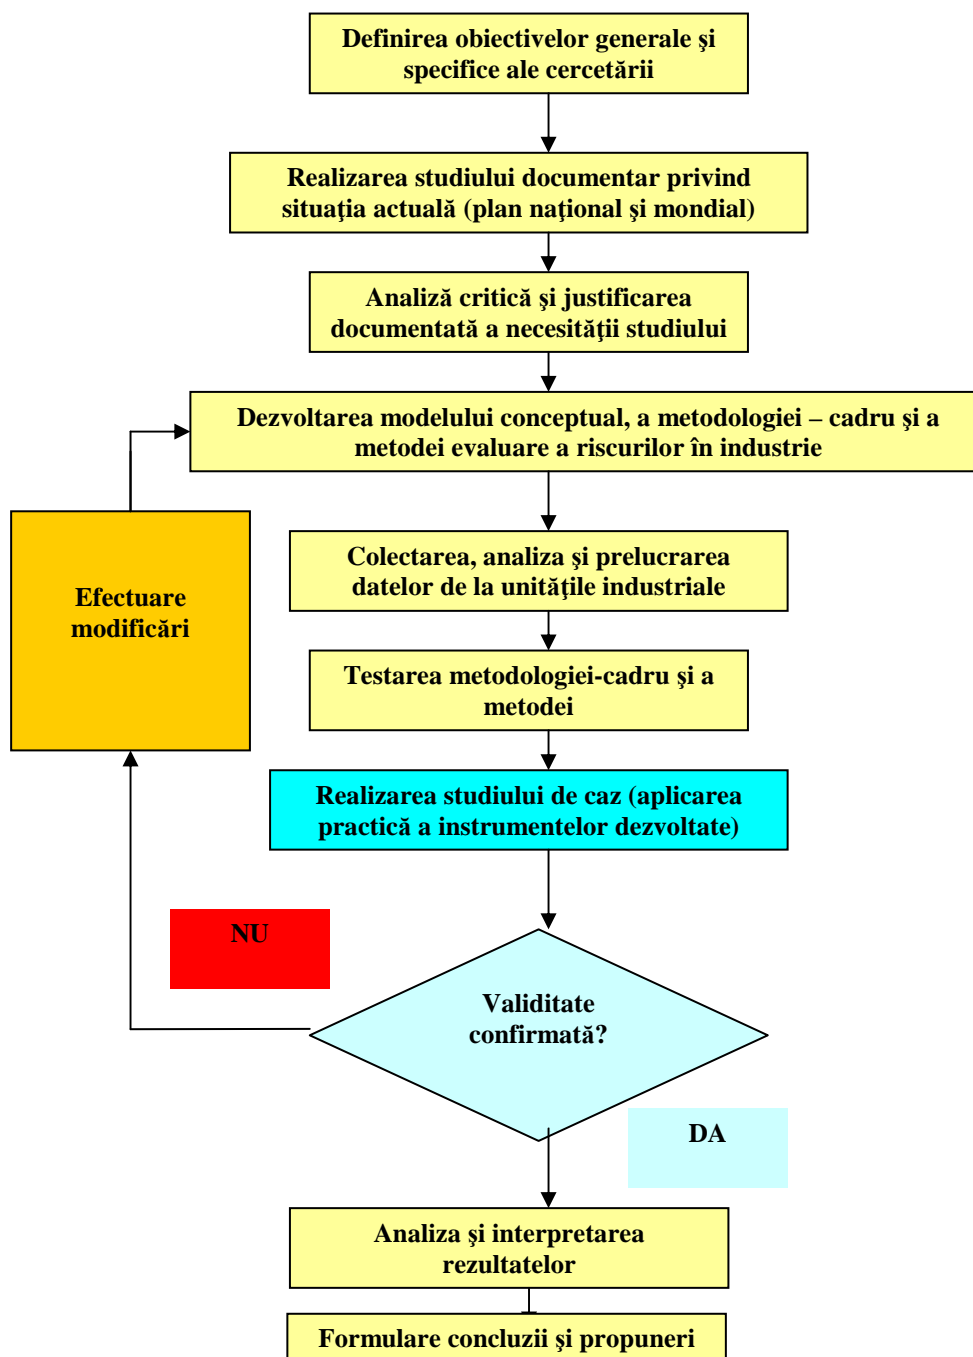 Definirea obiectivelor generale şi
specifice ale cercetării
Realizarea studiului documentar privind
situaţia actuală (plan naţional şi mondial)
Analiză critică şi justificarea
documentată a necesităţii studiului
Dezvoltarea modelului conceptual, a metodologiei – cadru şi a
metodei evaluare a riscurilor în industrie
Colectarea, analiza şi prelucrarea
datelor de la unităţile industriale
Efectuare
modificări
Testarea metodologiei-cadru şi a
metodei
Realizarea studiului de caz (aplicarea
practică a instrumentelor dezvoltate)
NU
Validitate
confirmată?
DA
Analiza şi interpretarea
rezultatelor
Formulare concluzii şi propuneri